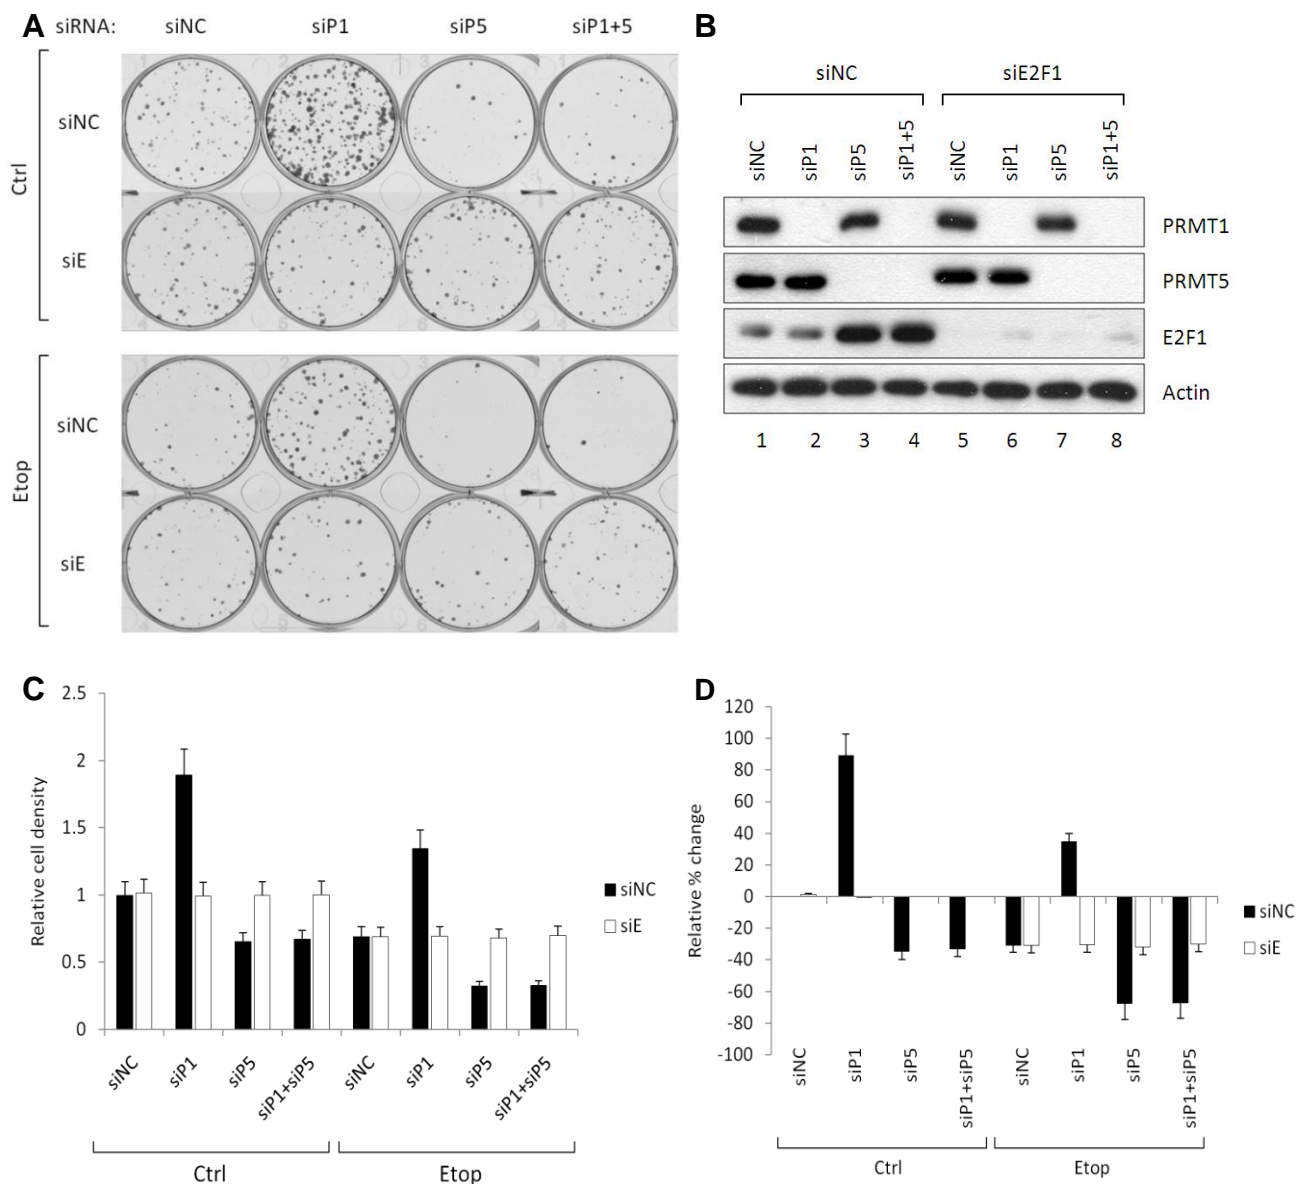 A
siRNA: siNC siP1 siP5 siP1+5
Ctrl
siNC
siE
Etop
siNC
siE
B
siNC siE2F1
siNC siP1 siP5 siP1+5 siNC siP1 siP5 siP1+5
PRMT1
PRMT5
E2F1
Actin
1 2 3 4 5 6 7 8
C
Relative cell density
2.5
2
1.5
1
0.5
0
siNC siP1 siP5 siP1+siP5 siNC siP1 siP5 siP1+siP5
Ctrl Etop
siNC
siE
D
Relative % change
120
100
80
60
40
20
0
-20
-40
-60
-80
-100
siNC siP1 siP5 siP1+siP5 siNC siP1 siP5 siP1+siP5
Ctrl Etop
siNC
siE